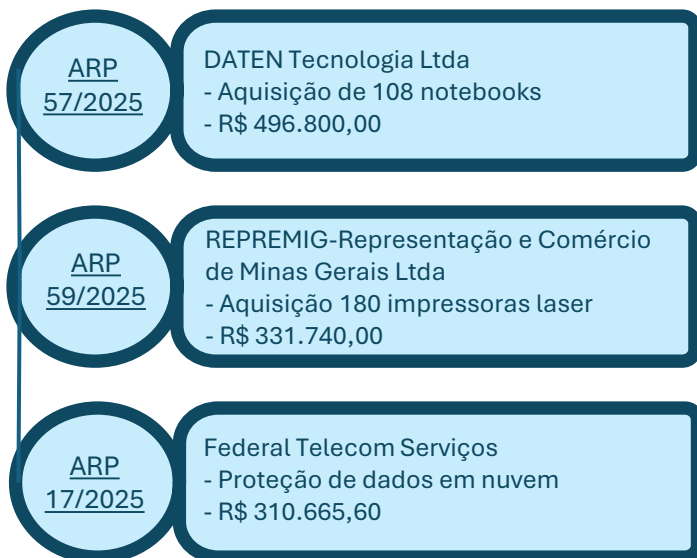 ARP
57/2025
DATEN Tecnologia Ltda
- Aquisição de 108 notebooks
- R$ 496.800,00
ARP
59/2025
REPREMIG-Representação e Comércio
de Minas Gerais Ltda
- Aquisição 180 impressoras laser
- R$ 331.740,00
ARP
17/2025
Federal Telecom Serviços
- Proteção de dados em nuvem
- R$ 310.665,60